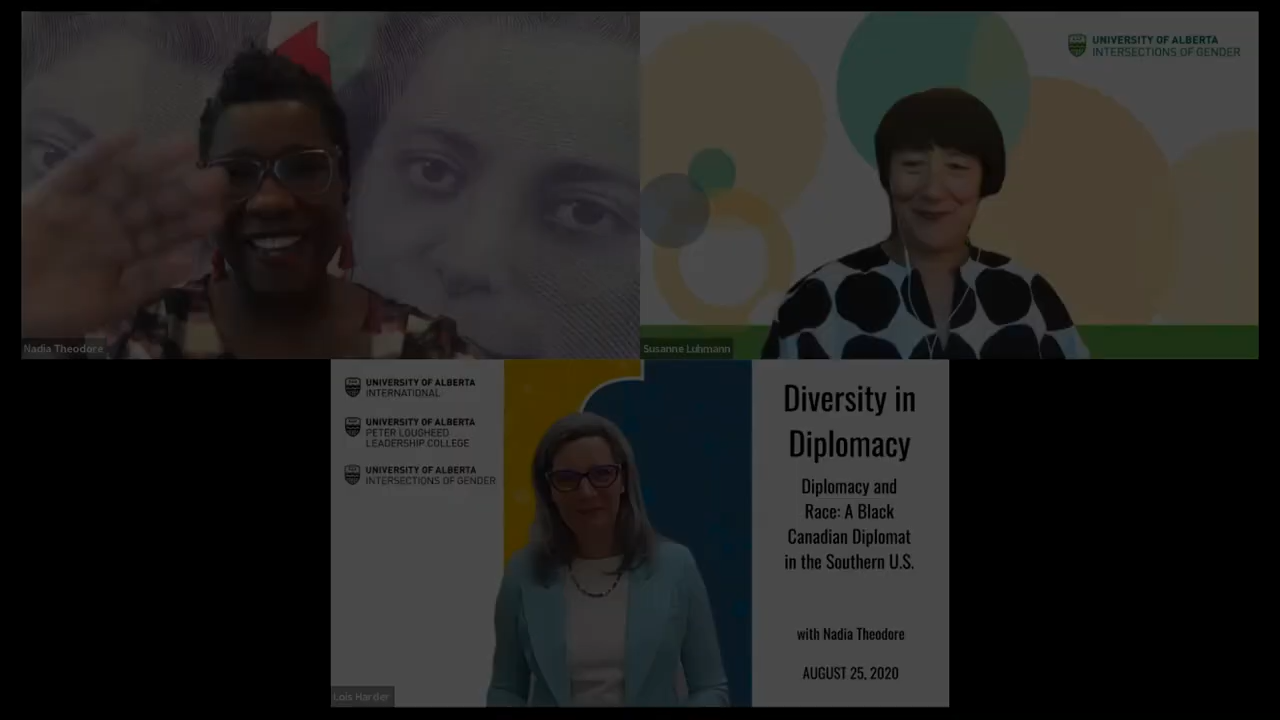 UNIVERSITY OF ALBERTA
INTERSECTIONS OF GENDER
Nadia Theodore
Susanne Luhmann
UNIVERSITY OF ALBERTA
INTERNATIONAL
UNIVERSITY OF ALBERTA
PETER LOUGHEED
LEADERSHIP COLLEGE
UNIVERSITY OF ALBERTA
INTERSECTIONS OF GENDER
Diversity in
Diplomacy
Diplomacy and
Race: A Black
Canadian Diplomat
in the Southern U.S.
with Nadia Theodore
AUGUST 25, 2020
Lois Harder